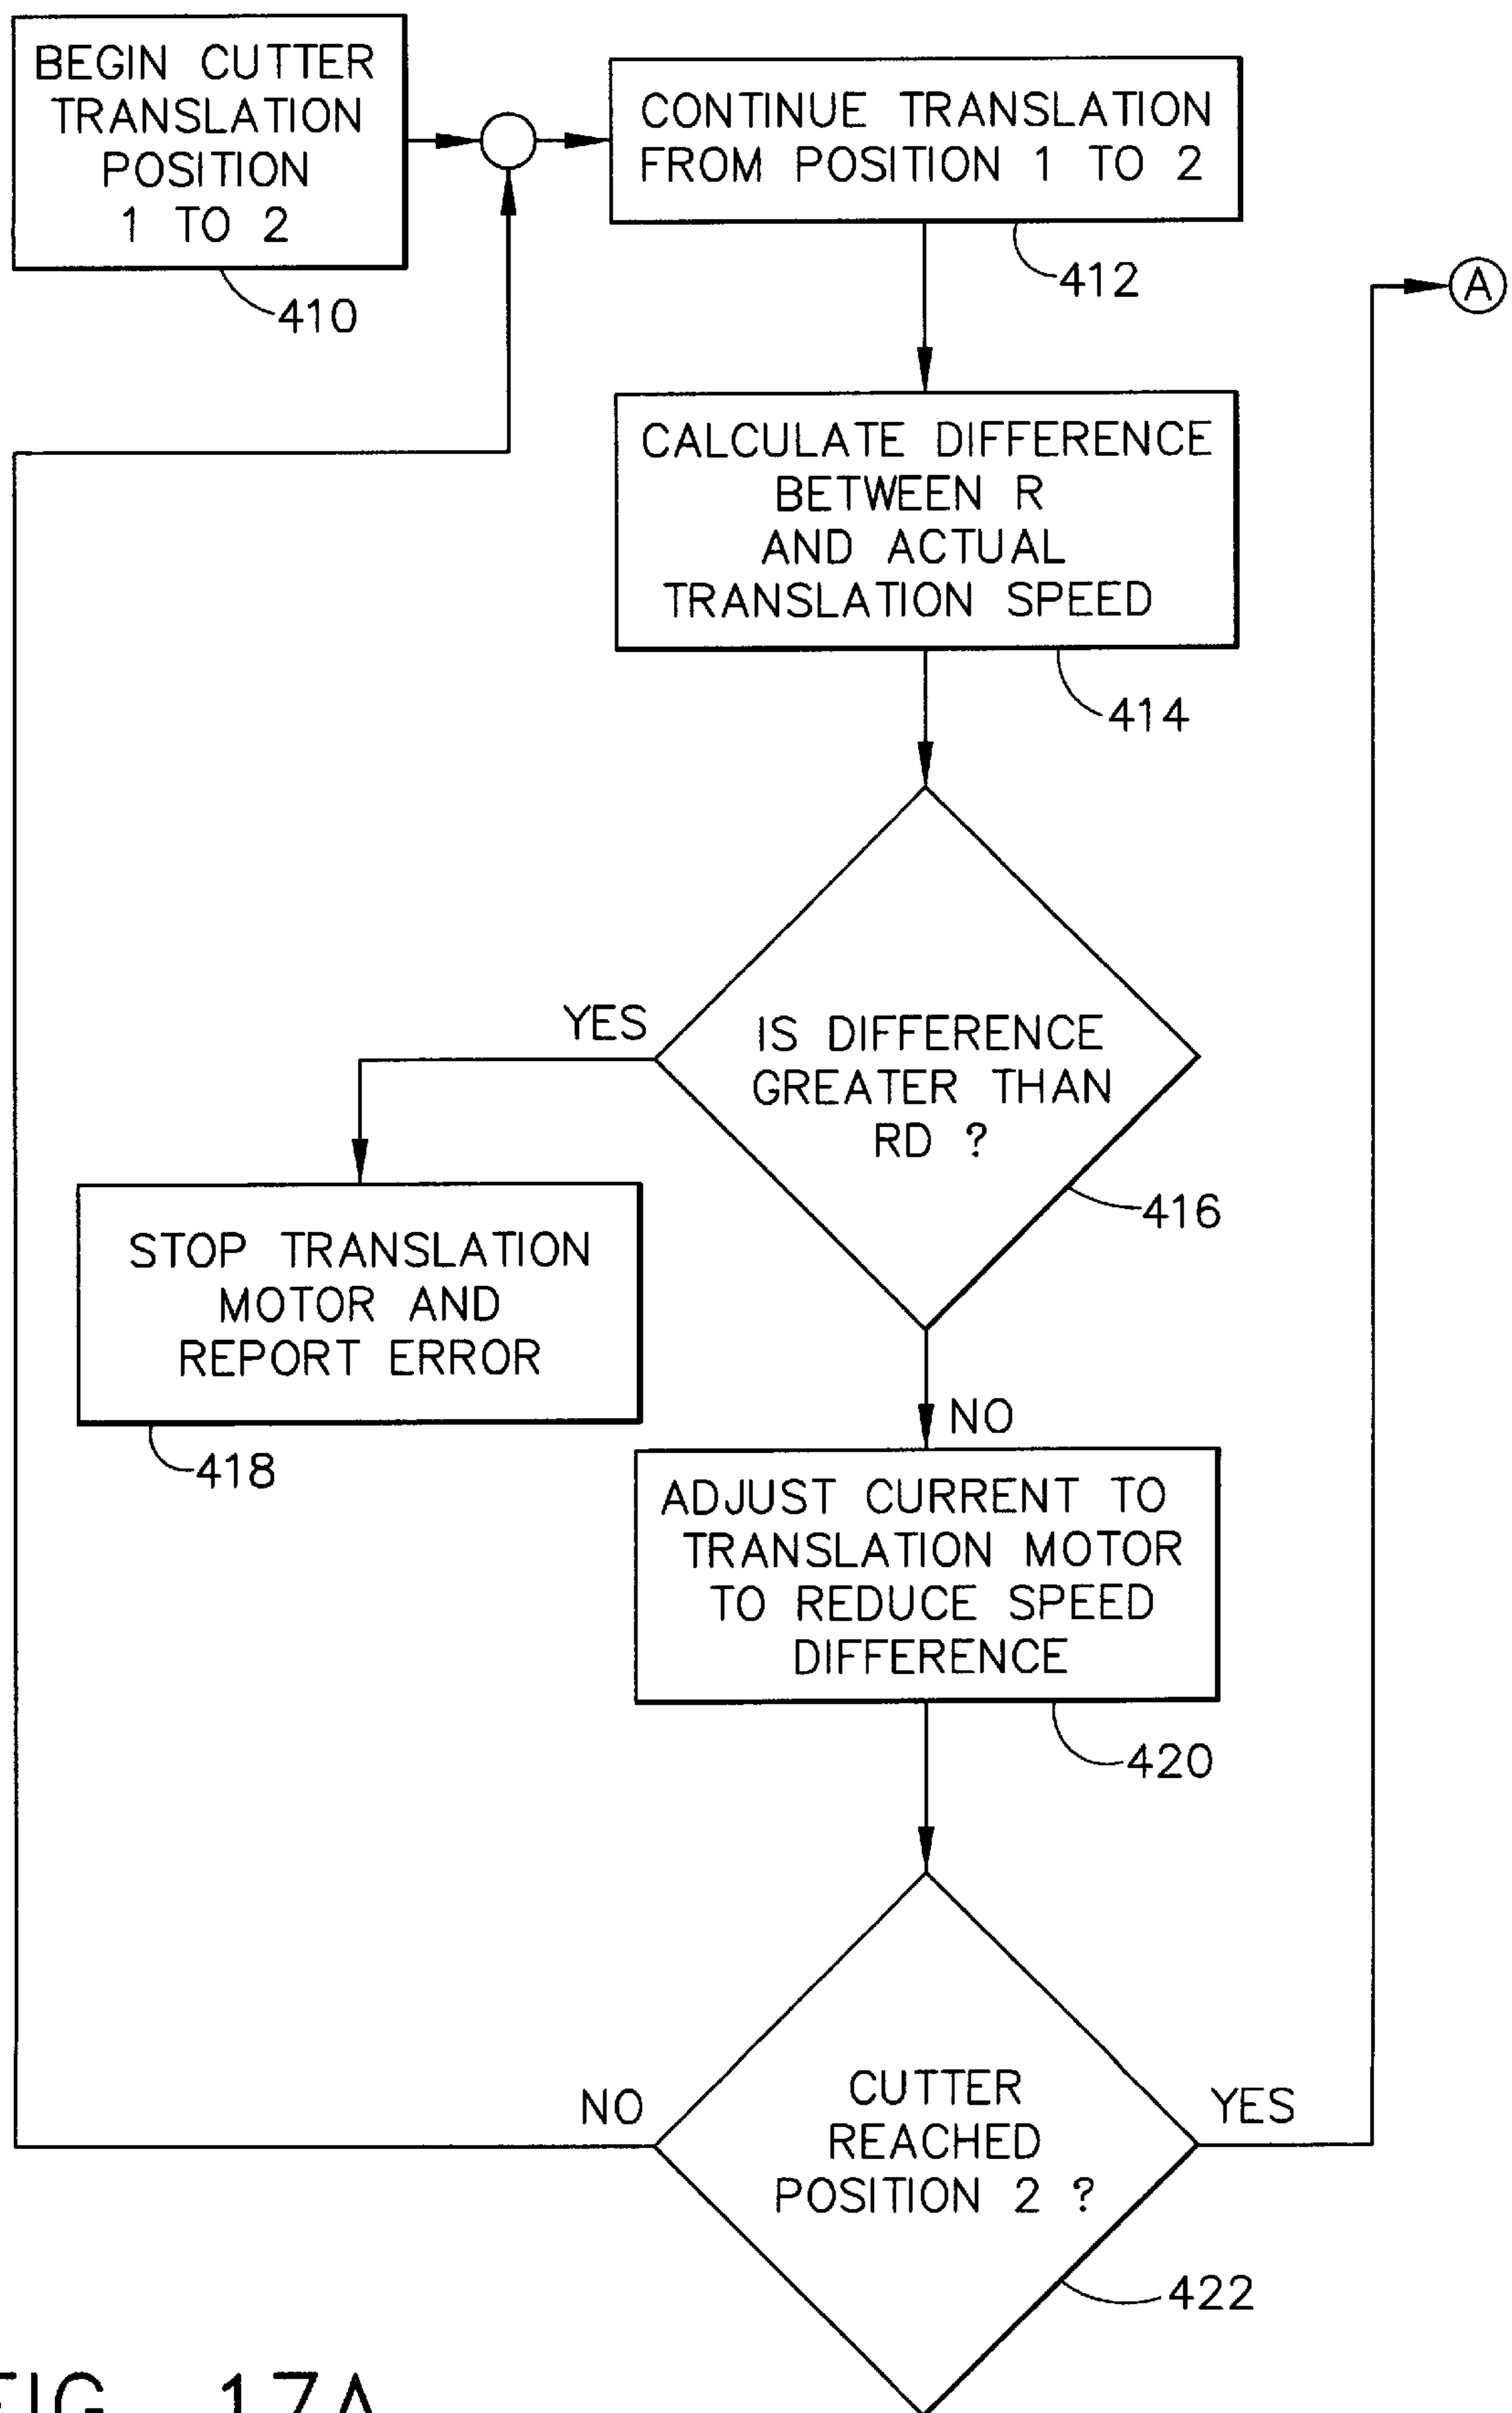 BEGIN CUTTER
TRANSLATION
POSITION
1 TO 2
410
CONTINUE TRANSLATION
FROM POSITION 1 TO 2
412
A
CALCULATE DIFFERENCE
BETWEEN R
AND ACTUAL
TRANSLATION SPEED
414
YES
IS DIFFERENCE
GREATER THAN
RD ?
416
STOP TRANSLATION
MOTOR AND
REPORT ERROR
418
NO
ADJUST CURRENT TO
TRANSLATION MOTOR
TO REDUCE SPEED
DIFFERENCE
420
NO
CUTTER
REACHED
POSITION 2 ?
YES
422
FIG. 17A